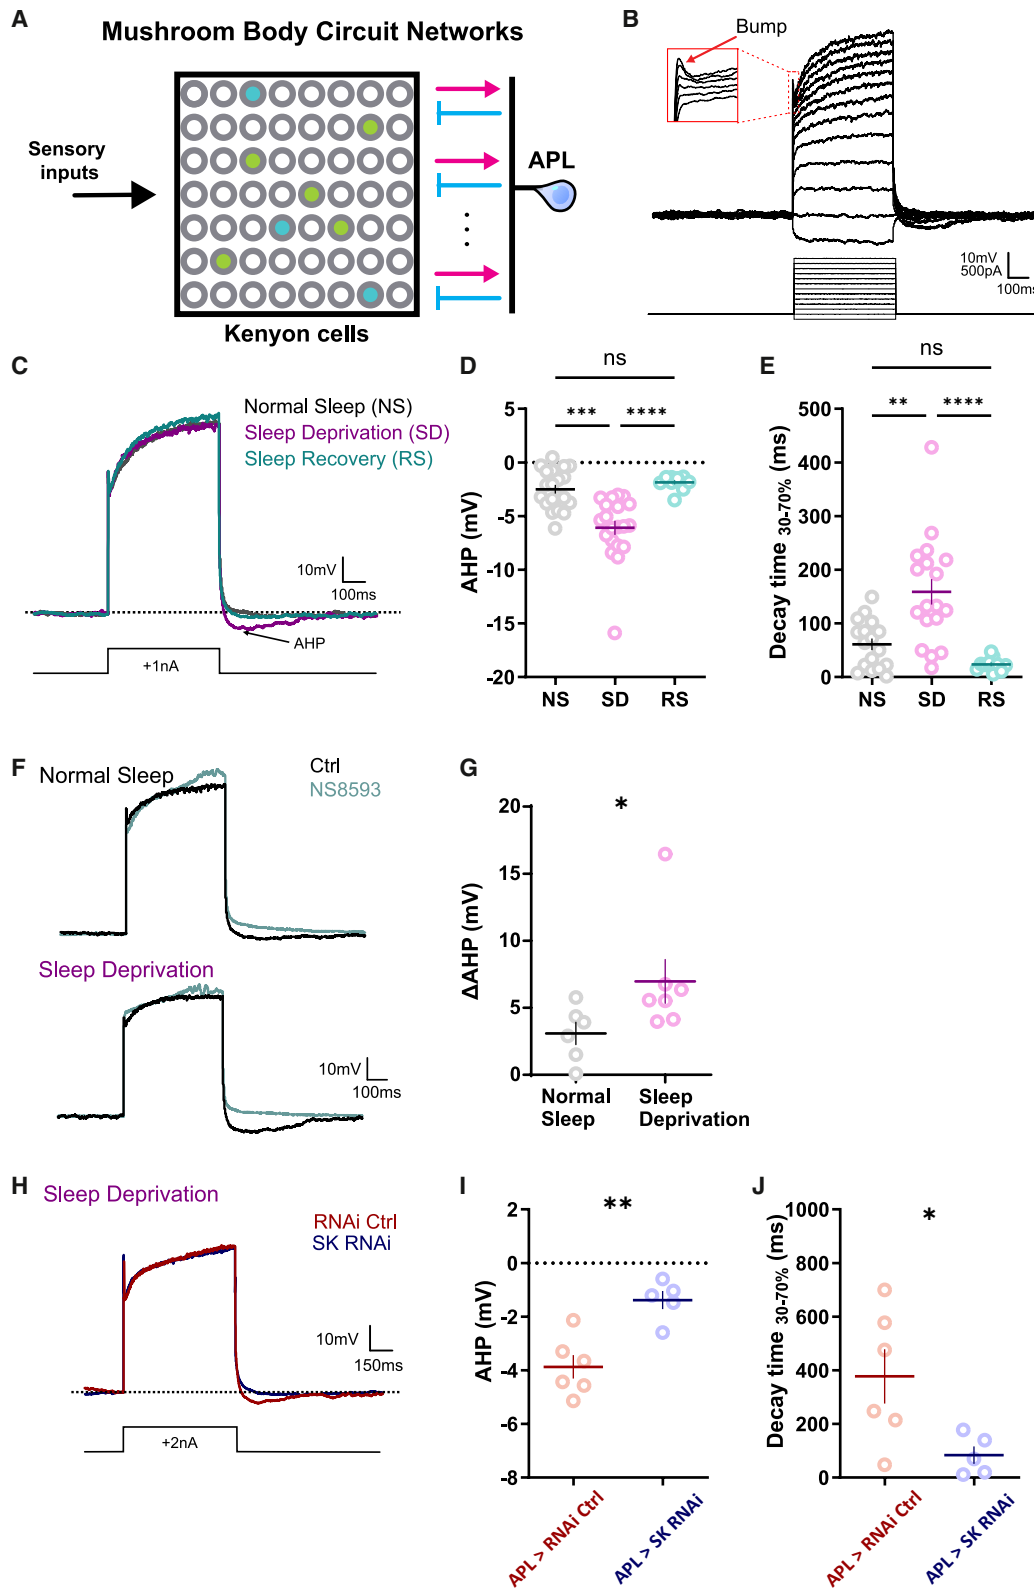 A
Mushroom Body Circuit Networks
Sensory
inputs
APL
Kenyon cells
B
Bump
10mV
500pA
100ms
C
Normal Sleep (NS)
Sleep Deprivation (SD)
Sleep Recovery (RS)
10mV
100ms
AHP
+1nA
D
ns
*** ****
AHP (mV)
5
0
-5
-10
-15
-20
NS SD RS
E
ns
** ****
Decay time 30-70% (ms)
500
400
300
200
100
0
NS SD RS
F
Normal Sleep
Ctrl
NS8593
Sleep Deprivation
10mV
100ms
G
*
ΔAHP (mV)
20
15
10
5
0
Normal Sleep
Sleep Deprivation
H
Sleep Deprivation
RNAi Ctrl
SK RNAi
10mV
150ms
+2nA
I
**
AHP (mV)
2
0
-2
-4
-6
-8
APL > RNAi Ctrl
APL > SK RNAi
J
*
Decay time 30-70% (ms)
1000
800
600
400
200
0
APL > RNAi Ctrl
APL > SK RNAi